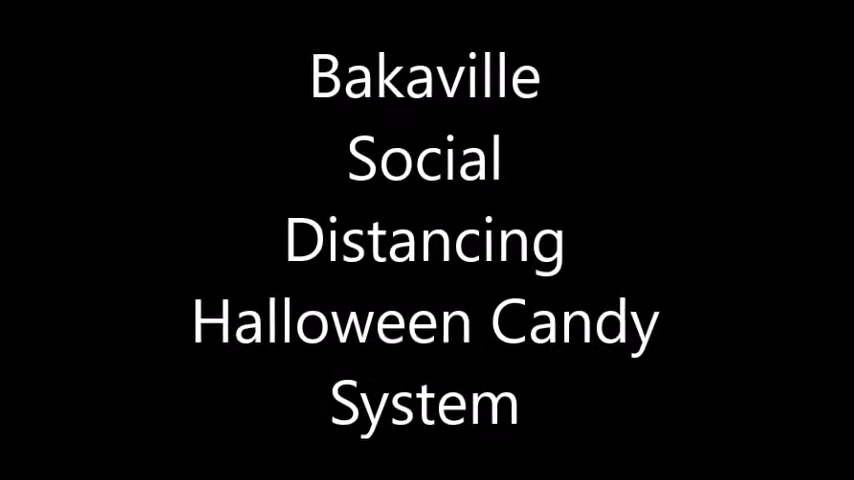 Bakaville
Social
Distancing
Halloween Candy
System